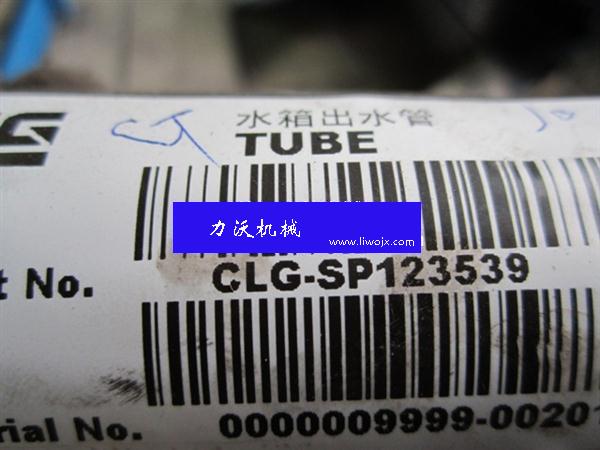 水箱出水管
TUBE
力沃机械
www.liwojx.com
t No.
CLG-SP123539
rial No.
0000009999-00201